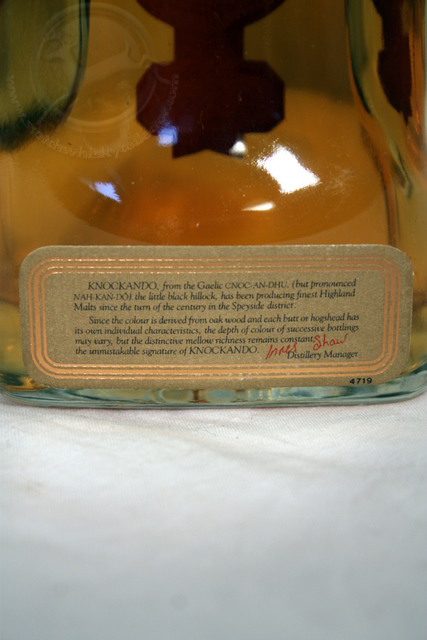 KNOCKANDO, from the Gaelic CNOC-AN-DHU, (but pronounced
NAH-KAN-DÓ) the little black hillock, has been producing finest Highland
Malts since the turn of the century in the Speyside district.
Since the colour is derived from oak wood and each butt or hogshead has
its own individual characteristics, the depth of colour of successive bottlings
may vary, but the distinctive mellow richness remains constant,
the unmistakable signature of KNOCKANDO.
Shaw
Distillery Manager
4719